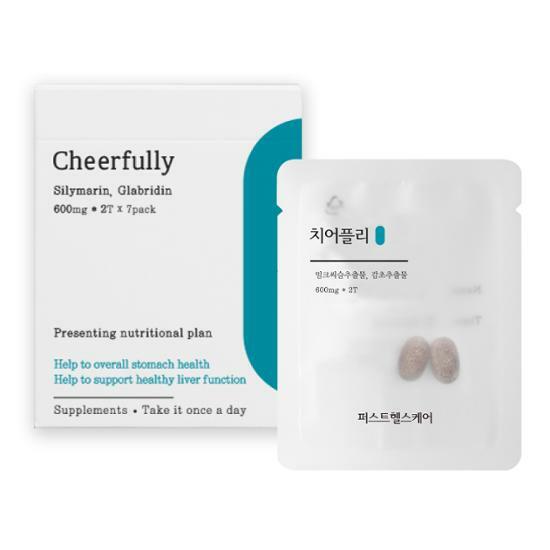 Cheerfully
Silymarin, Glabridin
600mg * 2T x 7pack
Presenting nutritional plan
Help to overall stomach health
Help to support healthy liver function
Supplements • Take it once a day
치어플리
밀크씨슬추출물, 감초추출물
600mg * 2T
퍼스트헬스케어